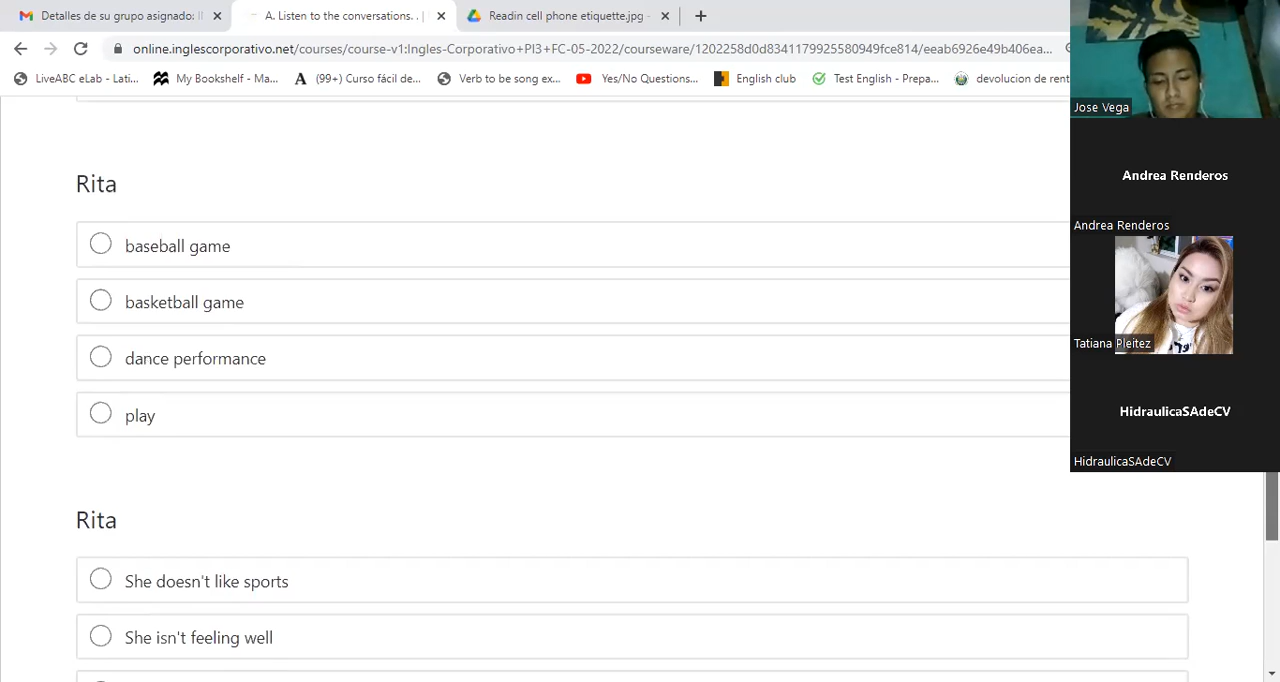 Detalles de su grupo asignado: II
A. Listen to the conversations. . |
Readin cell phone etiquette.jpg -
online.inglescorporativo.net/courses/course-v1:Ingles-Corporativo+PI3+FC-05-2022/courseware/1202258d0d8341179925580949fce814/eeab6926e49b406ea...
LiveABC eLab - Lati...
My Bookshelf - Ma...
(99+) Curso fácil de...
Verb to be song ex...
Yes/No Questions...
English club
Test English - Prepa...
devolucion de rent
Jose Vega
Rita
baseball game
basketball game
dance performance
play
Rita
She doesn't like sports
She isn't feeling well
Andrea Renderos
Andrea Renderos
Tatiana Pleitez
HidraulicaSAdeCV
HidraulicaSAdeCV